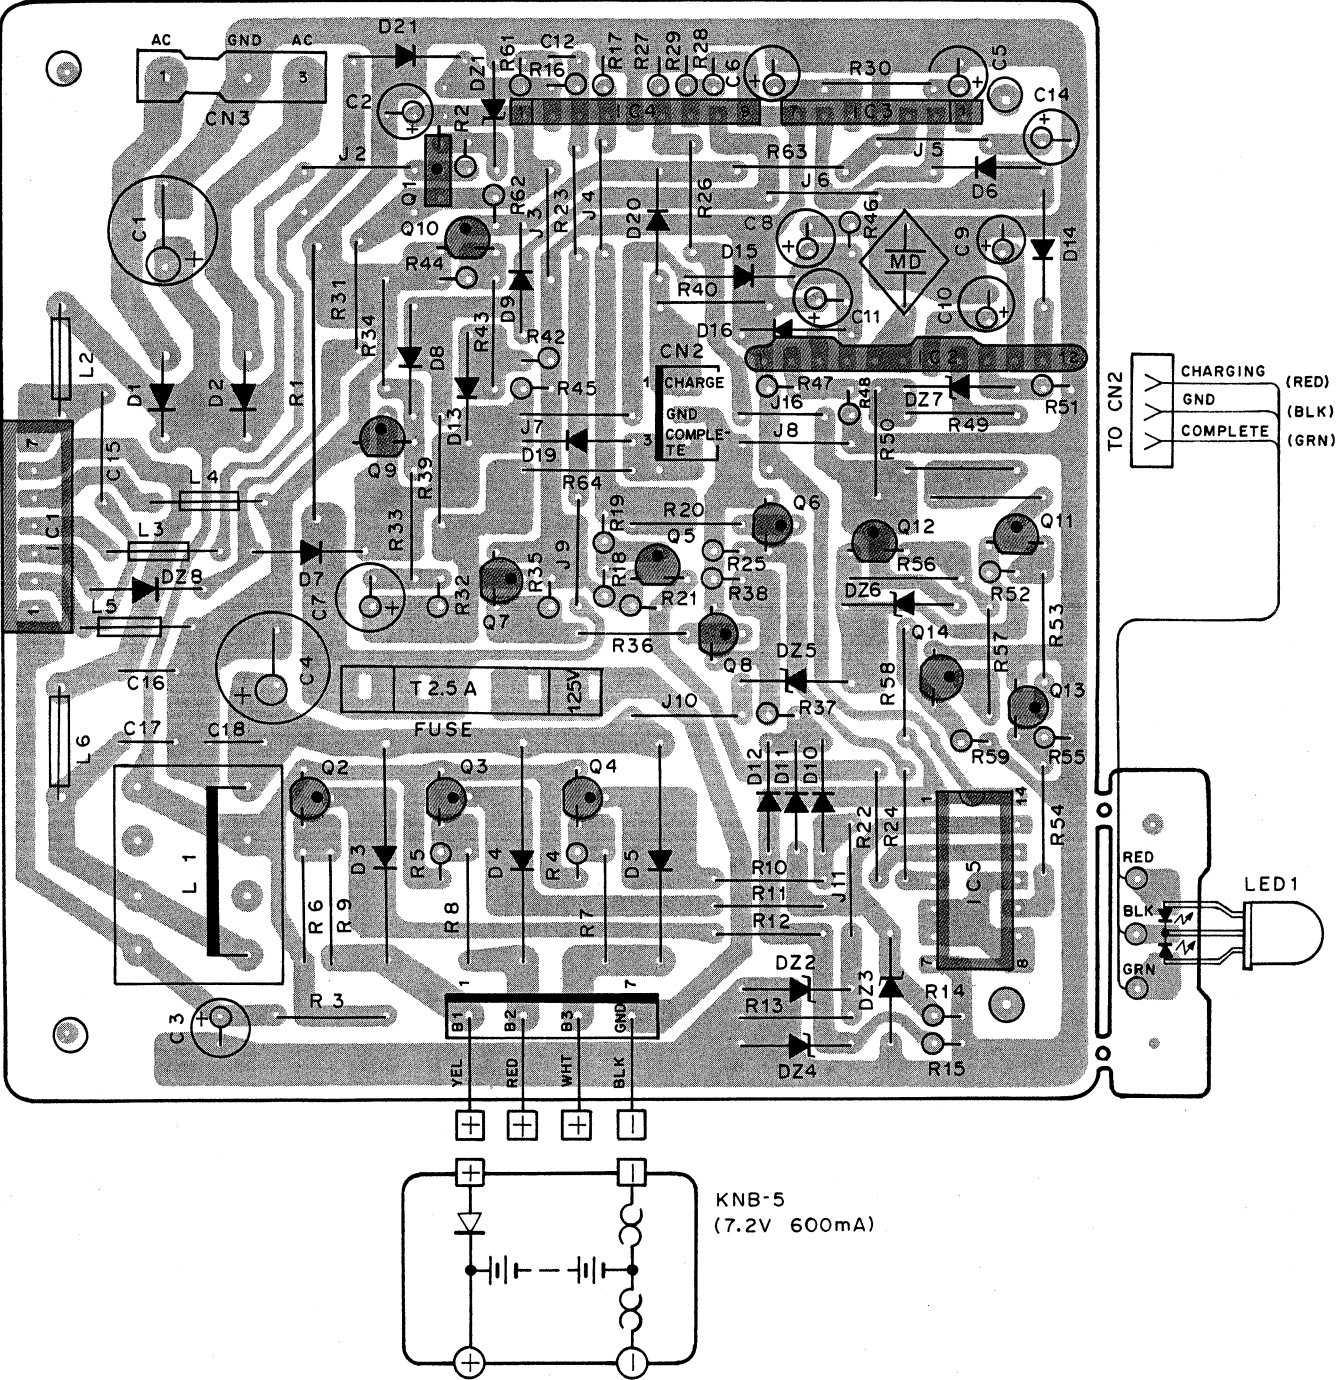 AC GND AC
1 3
CN3
D21
DZ1
R61
C12
R16
R17
R27
R29
R28
C6
R30
C5
C14
C2
R2
1 IC4 9
7 IC3 1
J2
Q1
R62
J3
R23
J4
R26
R63
J5
J6
D6
C1
Q10
R44
D9
D20
C8
R46
MD
C9
D14
D15
R40
D16
C11
C10
R31
R34
D8
R43
R42
R45
D13
CN2
1 CHARGE
GND
3 COMPLE-
TE
1 IC2 12
R47
R48
DZ7
R51
J16
R49
J8
R50
L2
D1
D2
R1
J7
D19
R64
Q9
R39
R33
TO CN2
CHARGING (RED)
GND (BLK)
COMPLETE (GRN)
7
IC1
1
C15
L4
L3
DZ8
L5
D7
C7
R32
Q7
R35
J9
R19
R18
R20
Q5
R21
R25
R38
Q6
Q12
R56
DZ6
Q11
R52
R53
R36
Q8
DZ5
R37
R58
Q14
R57
Q13
R59
R55
C16
C4
T 2.5 A
125V
FUSE
J10
L6
C17
C18
Q2
Q3
Q4
D12
D11
D10
R22
R24
1 14
IC5
7 8
R54
L1
R6
R9
D3
R5
R8
D4
R4
R7
D5
R10
R11
R12
J11
RED
BLK
GRN
LED1
C3
R3
1 7
B1
B2
B3
GND
DZ2
R13
DZ4
DZ3
R14
R15
YEL
RED
WHT
BLK
+ + + −
+ −
KNB-5
(7.2V 600mA)
+ −